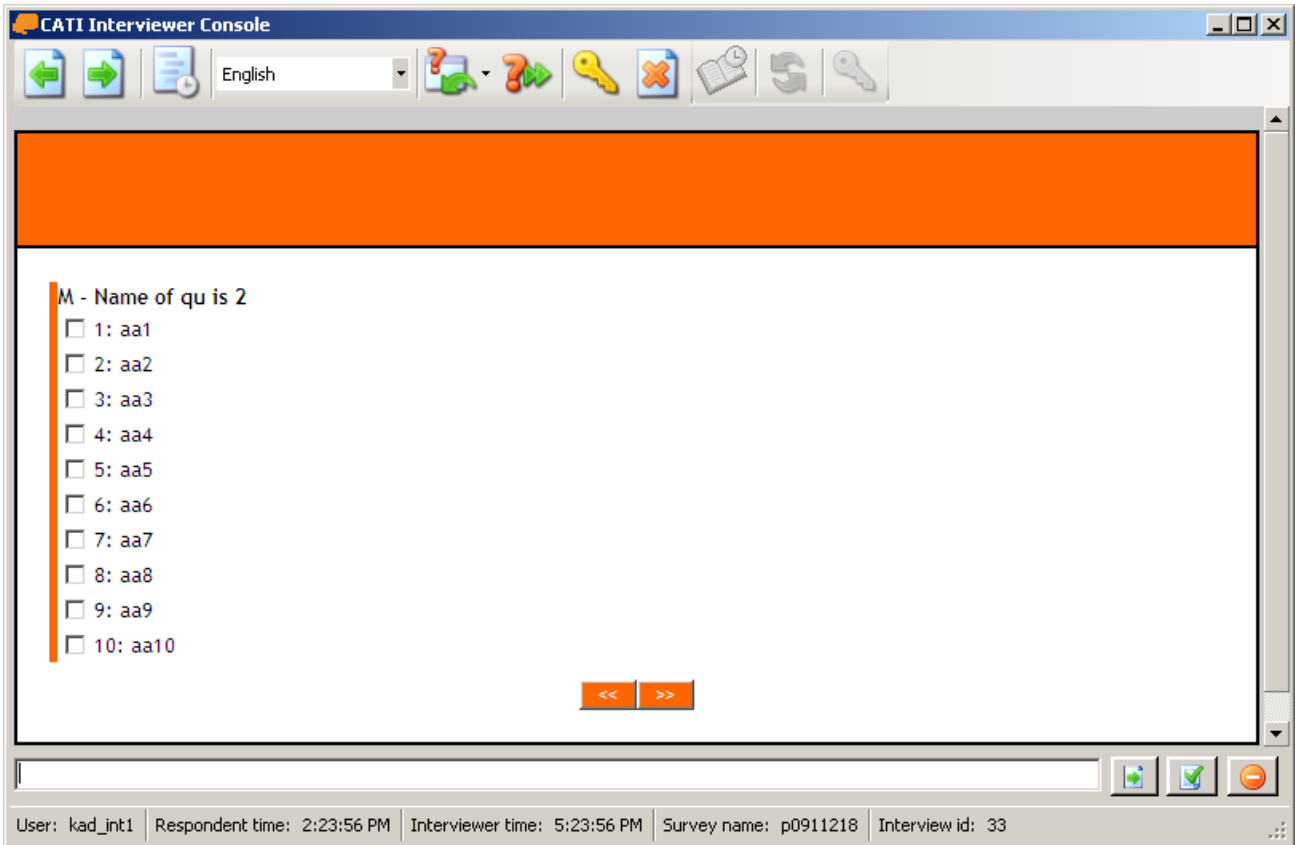 CATI Interviewer Console
English
M - Name of qu is 2
1: aa1
2: aa2
3: aa3
4: aa4
5: aa5
6: aa6
7: aa7
8: aa8
9: aa9
10: aa10
<< >>
User: kad_int1 Respondent time: 2:23:56 PM Interviewer time: 5:23:56 PM Survey name: p0911218 Interview id: 33